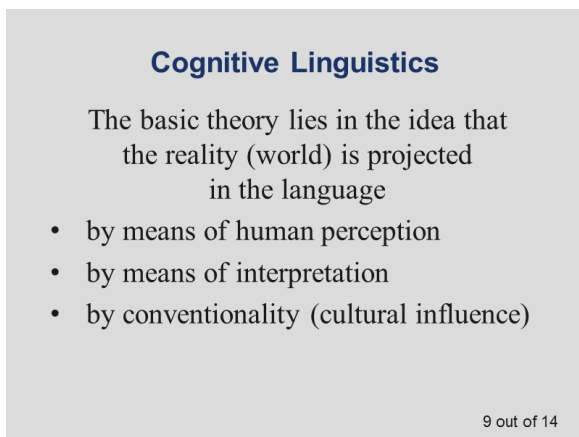 Cognitive Linguistics
The basic theory lies in the idea that
the reality (world) is projected
in the language
• by means of human perception
• by means of interpretation
• by conventionality (cultural influence)
9 out of 14